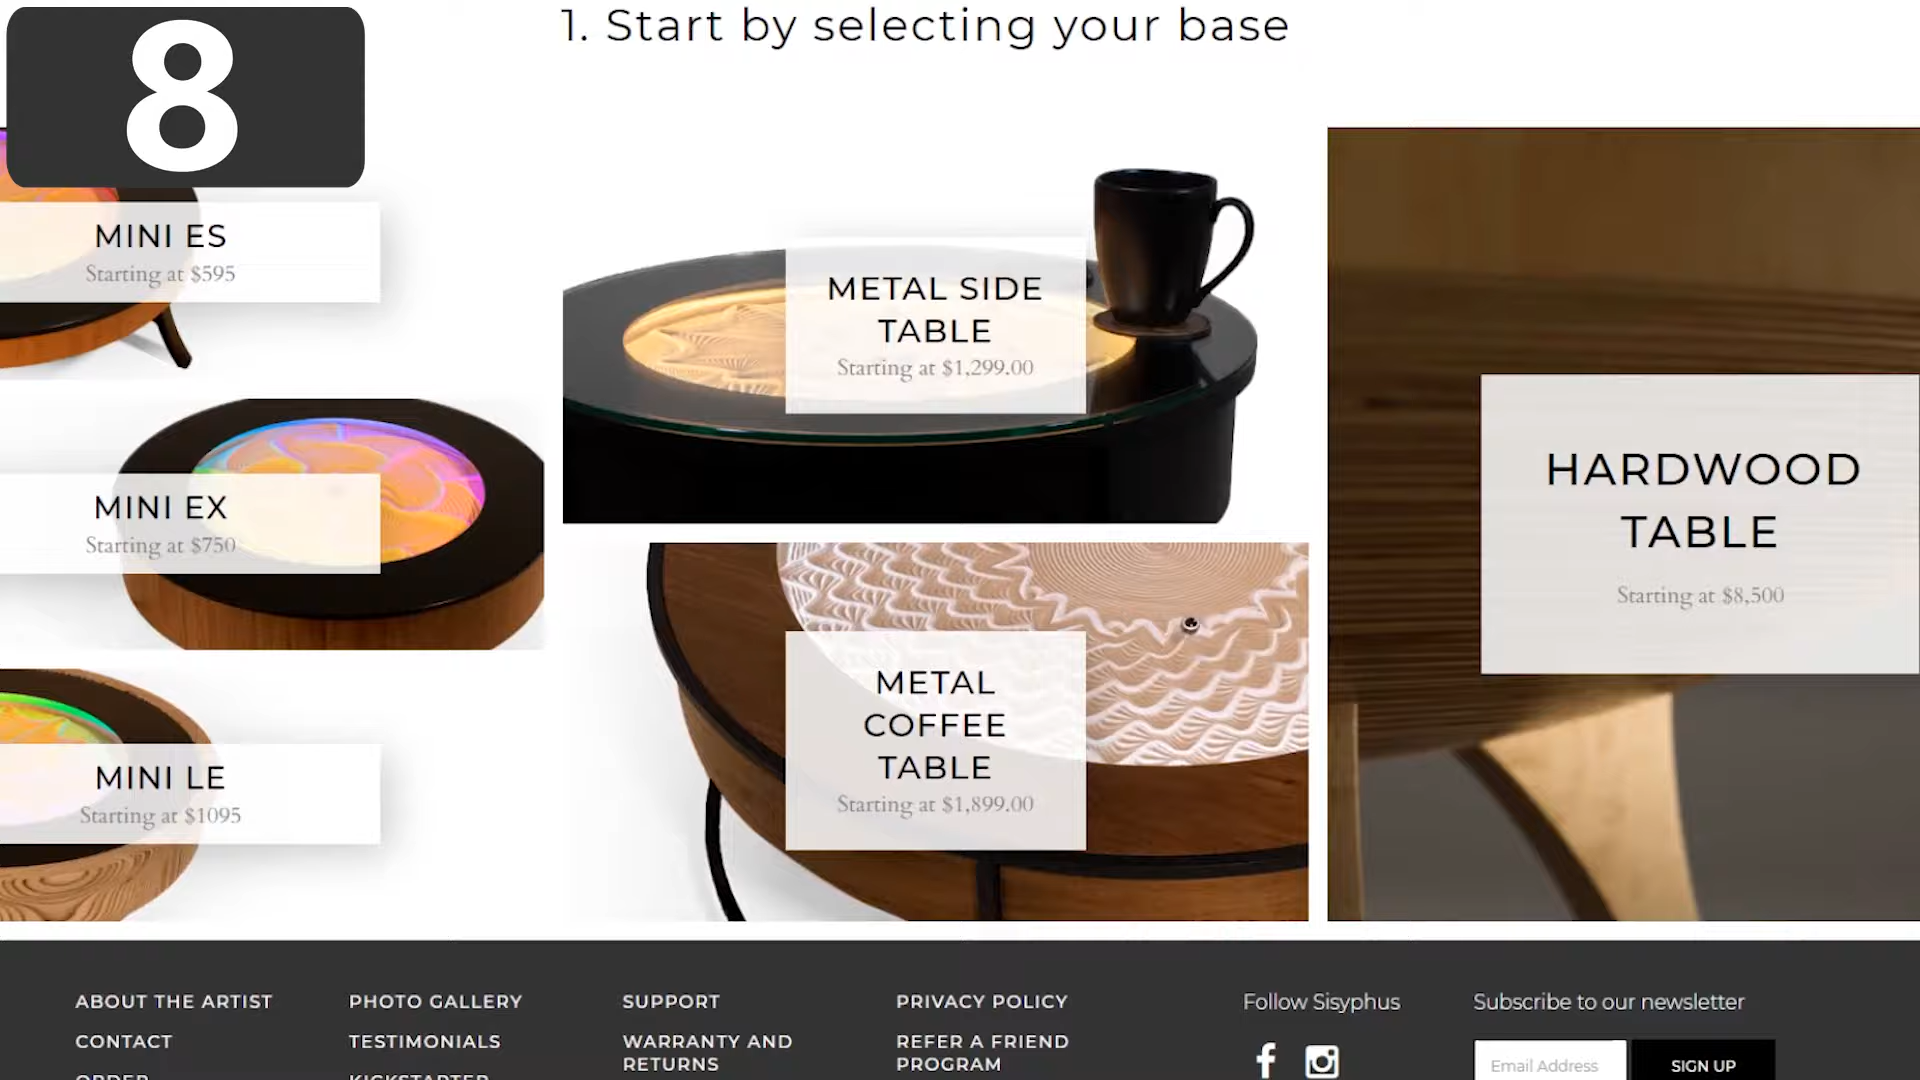 8
1. Start by selecting your base
MINI ES
Starting at $595
MINI EX
Starting at $750
MINI LE
Starting at $1095
METAL SIDE
TABLE
Starting at $1,299.00
METAL
COFFEE
TABLE
Starting at $1,899.00
HARDWOOD
TABLE
Starting at $8,500
ABOUT THE ARTIST
CONTACT
ORDER
PHOTO GALLERY
TESTIMONIALS
KICKSTARTER
SUPPORT
WARRANTY AND
RETURNS
PRIVACY POLICY
REFER A FRIEND
PROGRAM
Follow Sisyphus
Subscribe to our newsletter
Email Address
SIGN UP